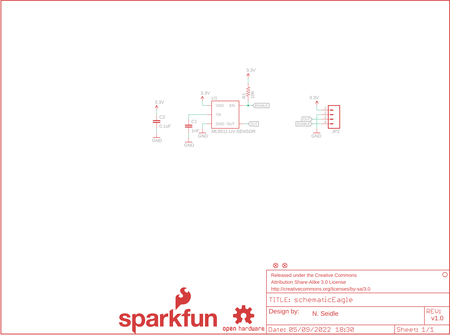 3.3V
3.3V
3.3V
3.3V
U1
R1
10K
VDD
EN
C2
0.1uF
C1
1uF
GND
OUT
ML8511 UV SENSOR
GND
GND
GND
GND
JP2
Released under the Creative Commons
Attribution Share-Alike 3.0 License
http://creativecommons.org/licenses/by-sa/3.0
TITLE: schematicEagle
Design by: N. Seidle
REV:
v1.0
sparkfun
open hardware
Date: 05/09/2022 18:30
Sheet: 1/1